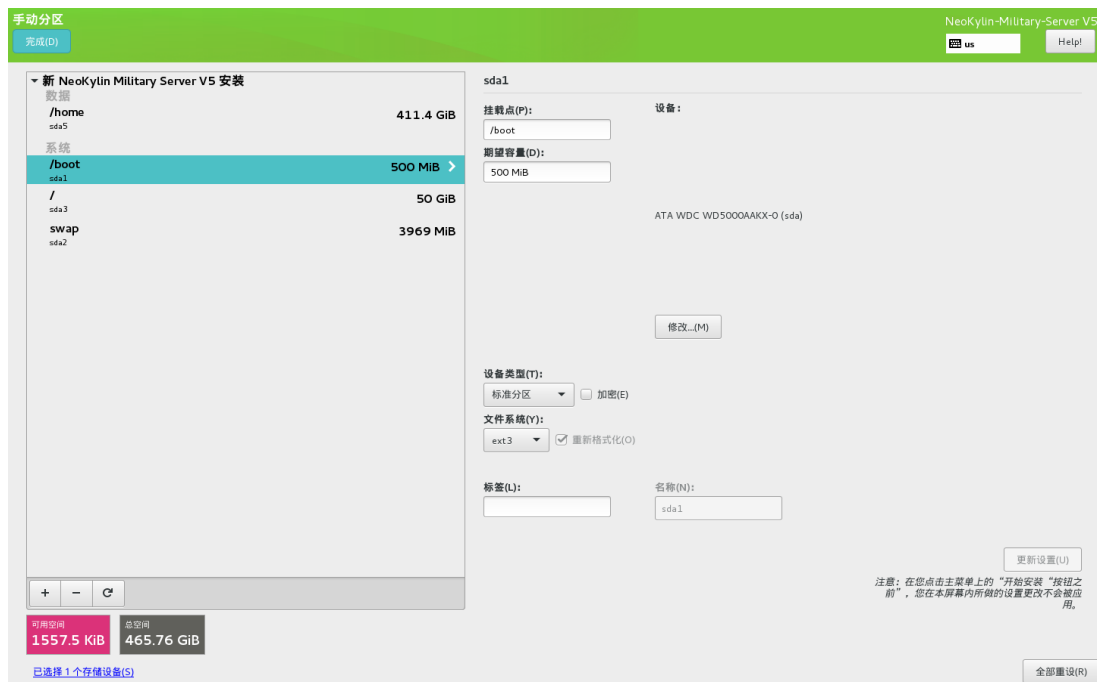 手动分区
完成(D)
NeoKylin-Military-Server V5
us
Help!
新 NeoKylin Military Server V5 安装
数据
/home
411.4 GiB
sda5
系统
/boot
500 MiB
sda1
/
50 GiB
sda3
swap
3969 MiB
sda2
sda1
挂载点(P):
设备:
/boot
期望容量(D):
500 MiB
ATA WDC WD5000AAKX-0 (sda)
修改...(M)
设备类型(T):
标准分区
加密(E)
文件系统(Y):
ext3
重新格式化(O)
标签(L):
名称(N):
sda1
更新设置(U)
注意: 在您点击主菜单上的“开始安装“按钮之
前”, 您在本屏幕内所做的设置更改不会被应
用。
可用空间
1557.5 KiB
总空间
465.76 GiB
已选择 1 个存储设备(S)
全部重设(R)